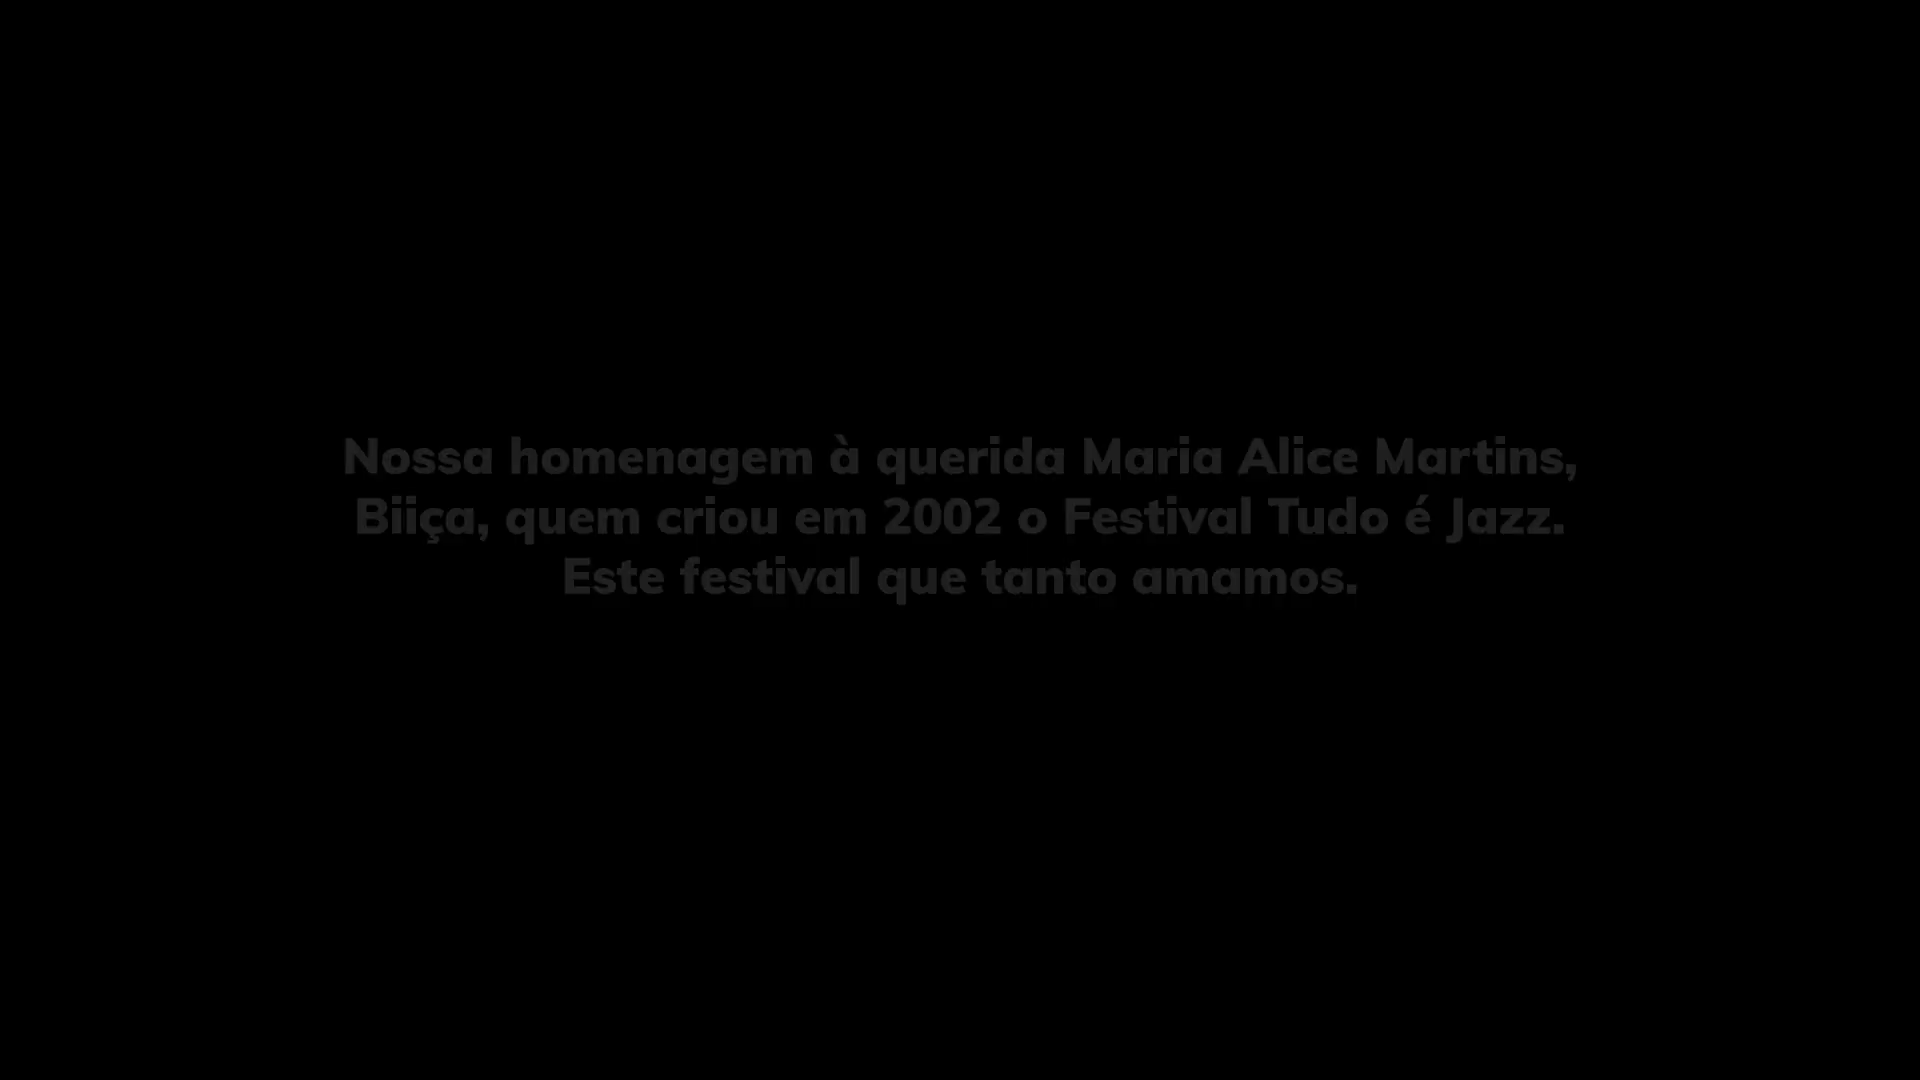 Nossa homenagem à querida Maria Alice Martins,
Biiça, quem criou em 2002 o Festival Tudo é Jazz.
Este festival que tanto amamos.